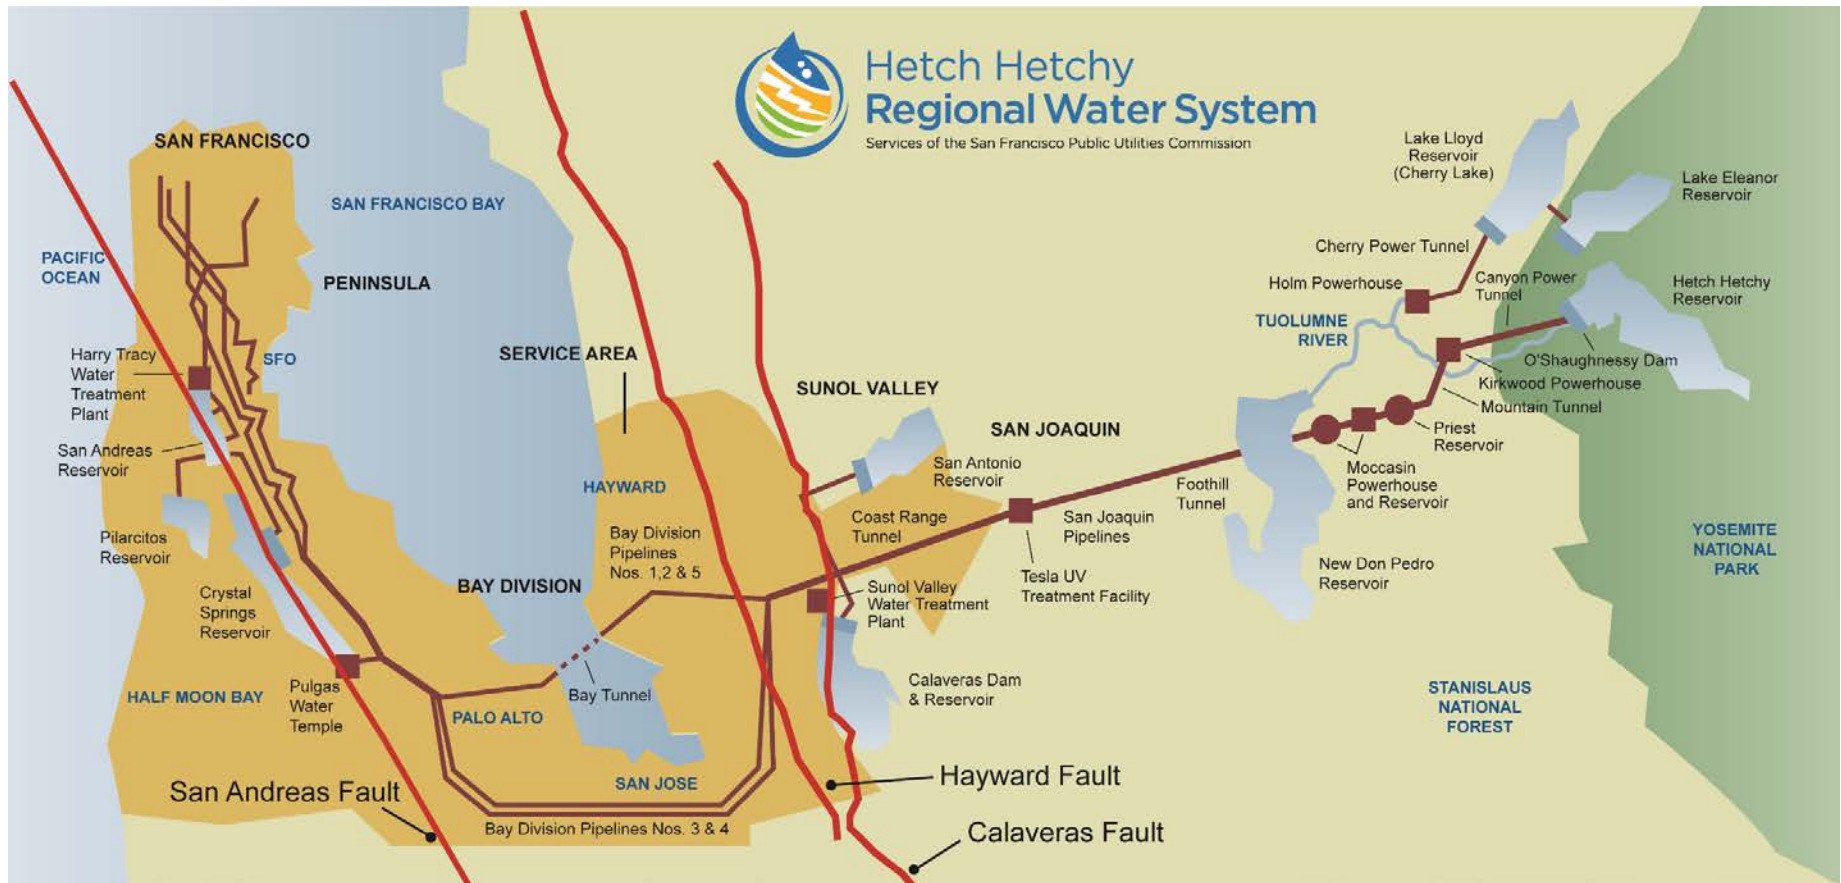 Hetch Hetchy
Regional Water System
Services of the San Francisco Public Utilities Commission
SAN FRANCISCO
SAN FRANCISCO BAY
PACIFIC
OCEAN
PENINSULA
SFO
Harry Tracy
Water
Treatment
Plant
San Andreas
Reservoir
Pilarcitos
Reservoir
Crystal
Springs
Reservoir
HALF MOON BAY
Pulgas
Water
Temple
San Andreas Fault
SERVICE AREA
HAYWARD
Bay Division
Pipelines
Nos. 1,2 & 5
BAY DIVISION
Bay Tunnel
PALO ALTO
SAN JOSE
Bay Division Pipelines Nos. 3 & 4
SUNOL VALLEY
San Antonio
Reservoir
Coast Range
Tunnel
Sunol Valley
Water Treatment
Plant
Calaveras Dam
& Reservoir
Hayward Fault
Calaveras Fault
SAN JOAQUIN
San Joaquin
Pipelines
Tesla UV
Treatment Facility
Foothill
Tunnel
New Don Pedro
Reservoir
Moccasin
Powerhouse
and Reservoir
Priest
Reservoir
Mountain Tunnel
Kirkwood Powerhouse
O'Shaughnessy Dam
Canyon Power
Tunnel
TUOLUMNE
RIVER
Holm Powerhouse
Cherry Power Tunnel
Lake Lloyd
Reservoir
(Cherry Lake)
Lake Eleanor
Reservoir
Hetch Hetchy
Reservoir
YOSEMITE
NATIONAL
PARK
STANISLAUS
NATIONAL
FOREST